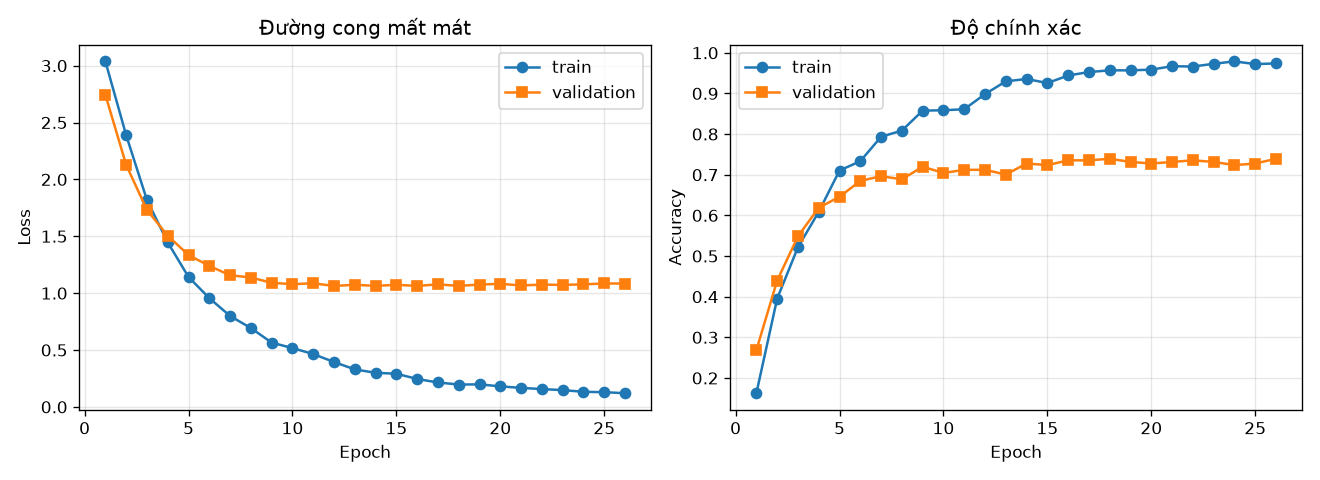 Đường cong mất mát
Loss
3.0
2.5
2.0
1.5
1.0
0.5
0.0
train
validation
0 5 10 15 20 25
Epoch
Độ chính xác
Accuracy
1.0
0.9
0.8
0.7
0.6
0.5
0.4
0.3
0.2
train
validation
0 5 10 15 20 25
Epoch